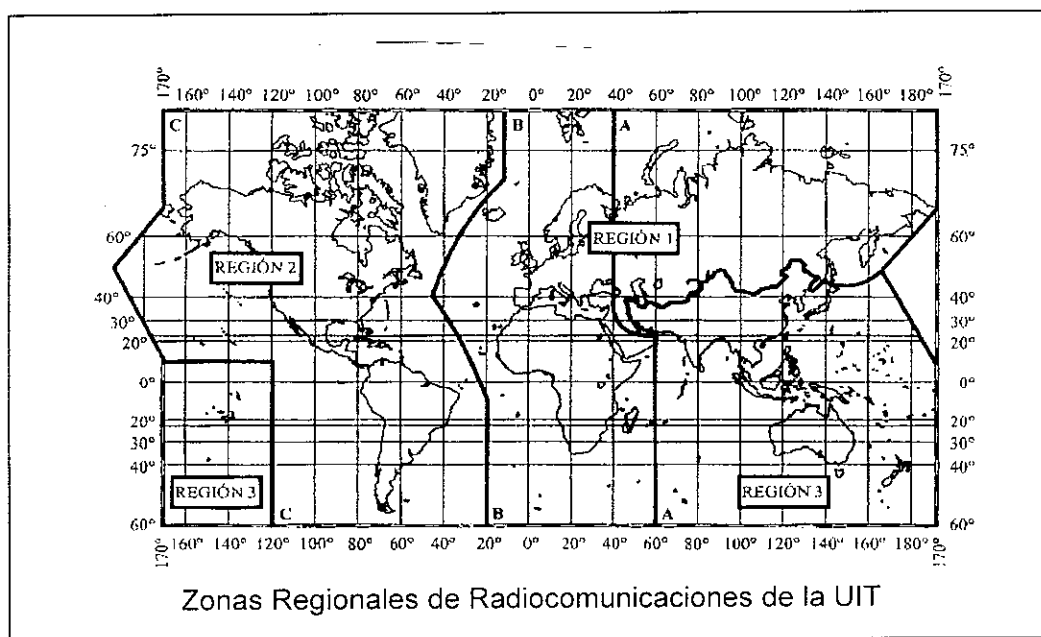 170° 160° 140° 120° 100° 80° 60° 40° 20° 0° 20° 40° 60° 80° 100° 120° 140° 160° 180° 170°
C B A
75° 75°
REGIÓN 1
60° 60°
REGIÓN 2
40° 40°
30° 30°
20° 20°
0° 0°
20° 20°
30° 30°
40° 40°
REGIÓN 3 REGIÓN 3
C B A
60° 60°
170° 160° 140° 120° 100° 80° 60° 40° 20° 0° 20° 40° 60° 80° 100° 120° 140° 160° 180° 170°
Zonas Regionales de Radiocomunicaciones de la UIT